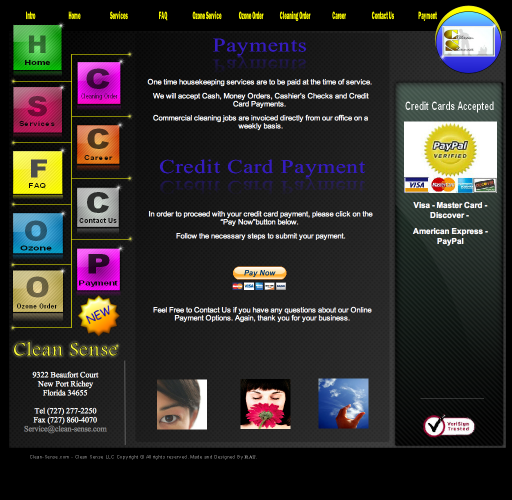 Intro Home Services FAQ Ozone Service Ozone Order Cleaning Order Career Contact Us Payment
H
Home
C
Cleaning Order
S
Services
C
Career
F
FAQ
C
Contact Us
O
Ozone
P
Payment
O
Ozone Order
NEW
Clean Sense
9322 Beaufort Court
New Port Richey
Florida 34655
Tel (727) 277-2250
Fax (727) 860-4070
Service@clean-sense.com
Payments
One time housekeeping services are to be paid at the time of service.
We will accept Cash, Money Orders, Cashier's Checks and Credit
Card Payments.
Commercial cleaning jobs are invoiced directly from our office on a
weekly basis.
Credit Card Payment
In order to proceed with your credit card payment, please click on the
"Pay Now"button below.
Follow the necessary steps to submit your payment.
Pay Now
Feel Free to Contact Us if you have any questions about our Online
Payment Options. Again, thank you for your business.
Credit Cards Accepted
PayPal
VERIFIED
VISA
Visa - Master Card -
Discover -
American Express -
PayPal
VeriSign
Trusted
Clean-Sense.com - Clean Sense LLC Copyright © All rights reserved. Made and Designed By RAT.